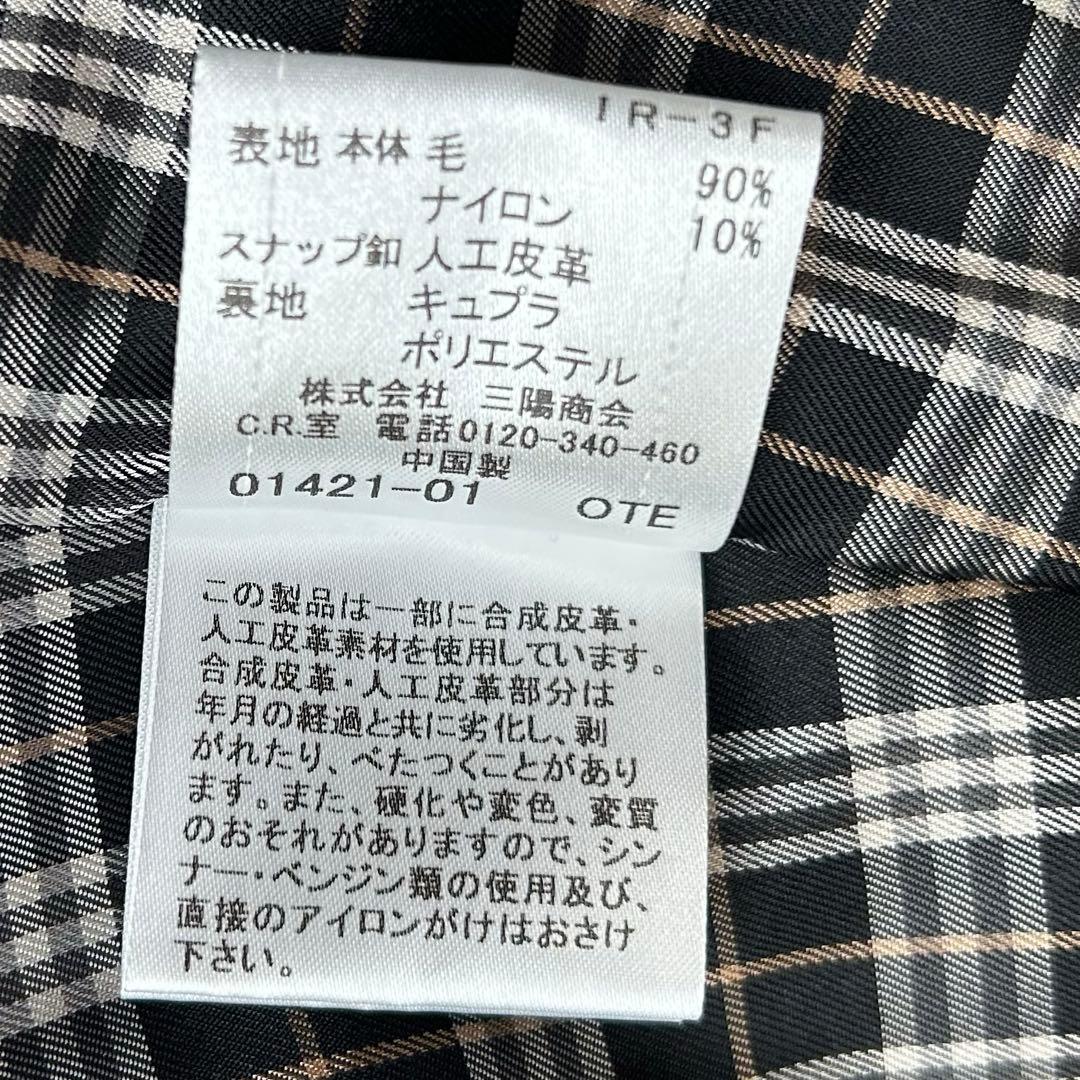 IR-3F
表地 本体 毛 90%
ナイロン 10%
スナップ釦 人工皮革
裏地 キュプラ
ポリエステル
株式会社 三陽商会
C.R.室 電話0120-340-460
中国製
01421-01 OTE
この製品は一部に合成皮革・
人工皮革素材を使用しています。
合成皮革・人工皮革部分は
年月の経過と共に劣化し、剥
がれたり、べたつくことがあり
ます。また、硬化や変色、変質
のおそれがありますので、シン
ナー・ベンジン類の使用及び、
直接のアイロンがけはおさけ
下さい。